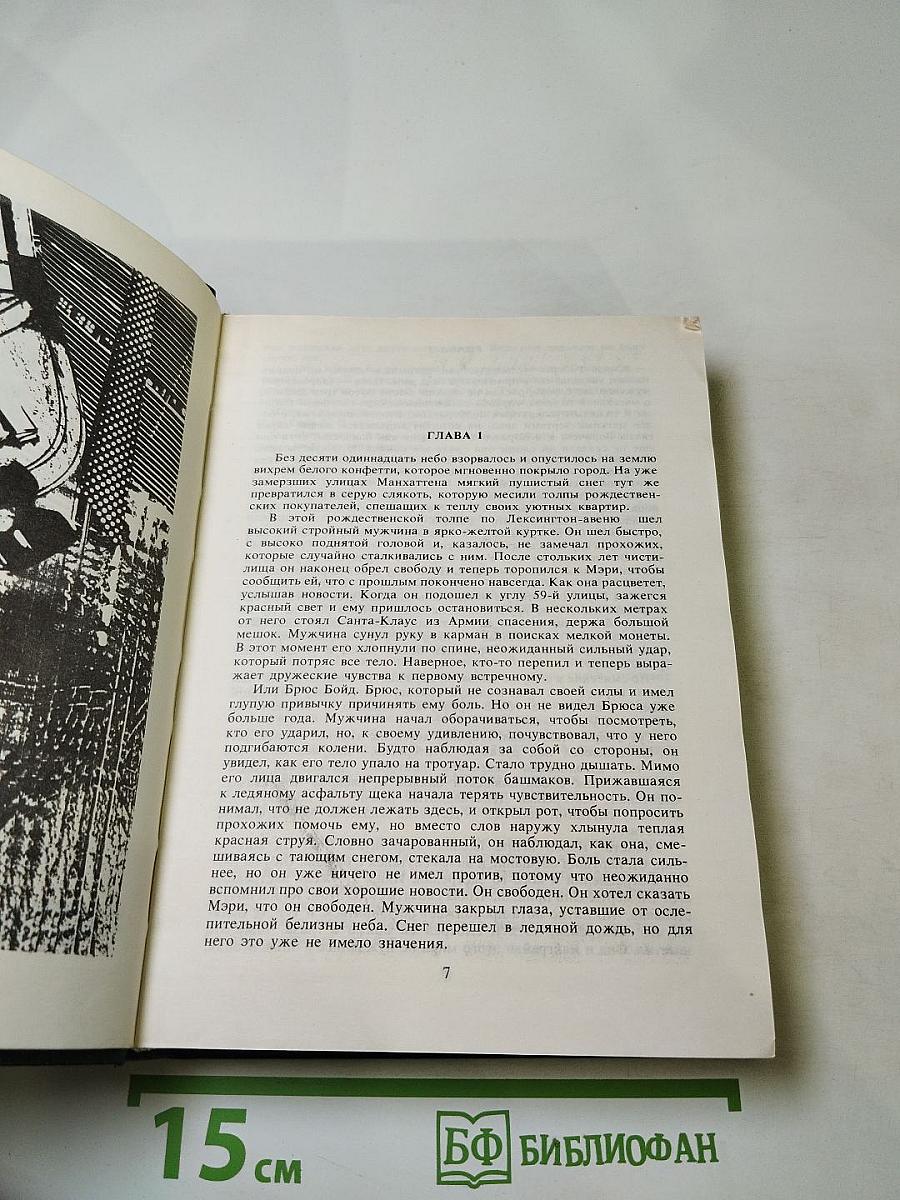 ГЛАВА 1
Без десяти одиннадцать небо взорвалось и опустилось на землю
вихрем белого конфетти, которое мгновенно покрыло город. На уже
замерзших улицах Манхаттена мягкий пушистый снег тут же
превратился в серую слякоть, которую месили толпы рождествен-
ских покупателей, спешащих к теплу своих уютных квартир.
В этой рождественской толпе по Лексингтон-авеню шел
высокий стройный мужчина в ярко-желтой куртке. Он шел быстро,
с высоко поднятой головой и, казалось, не замечал прохожих,
которые случайно сталкивались с ним. После стольких лет чисти-
лища он наконец обрел свободу и теперь торопился к Мэри, чтобы
сообщить ей, что с прошлым покончено навсегда. Как она расцветет,
услышав новости. Когда он подошел к углу 59-й улицы, зажегся
красный свет и ему пришлось остановиться. В нескольких метрах
от него стоял Санта-Клаус из Армии спасения, держа большой
мешок. Мужчина сунул руку в карман в поисках мелкой монеты.
В этот момент его хлопнули по спине, неожиданный сильный удар,
который потряс все тело. Наверное, кто-то перепил и теперь выра-
жает дружеские чувства к первому встречному.
Или Брюс Бойд. Брюс, который не сознавал своей силы и имел
глупую привычку причинять ему боль. Но он не видел Брюса уже
больше года. Мужчина начал оборачиваться, чтобы посмотреть,
кто его ударил, но, к своему удивлению, почувствовал, что у него
подгибаются колени. Будто наблюдая за собой со стороны, он
увидел, как его тело упало на тротуар. Стало трудно дышать. Мимо
его лица двигался непрерывный поток башмаков. Прижавшаяся
к ледяному асфальту щека начала терять чувствительность. Он по-
нимал, что не должен лежать здесь, и открыл рот, чтобы попросить
прохожих помочь ему, но вместо слов наружу хлынула теплая
красная струя. Словно зачарованный, он наблюдал, как она, сме-
шиваясь с тающим снегом, стекала на мостовую. Боль стала силь-
нее, но он уже ничего не имел против, потому что неожиданно
вспомнил про свои хорошие новости. Он свободен. Он хотел сказать
Мэри, что он свободен. Мужчина закрыл глаза, уставшие от осле-
пительной белизны неба. Снег перешел в ледяной дождь, но для
него это уже не имело значения.
7
15 см
БФ БИБЛИОФАН